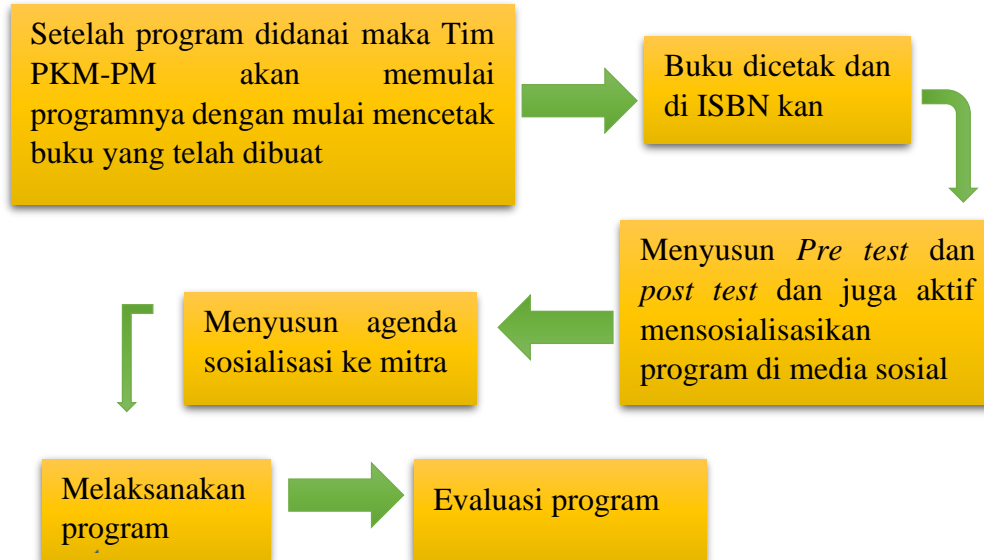 Setelah program didanai maka Tim
PKM-PM akan memulai
programnya dengan mulai mencetak
buku yang telah dibuat
Buku dicetak dan
di ISBN kan
Menyusun Pre test dan
post test dan juga aktif
mensosialisasikan
program di media sosial
Menyusun agenda
sosialisasi ke mitra
Melaksanakan
program
Evaluasi program